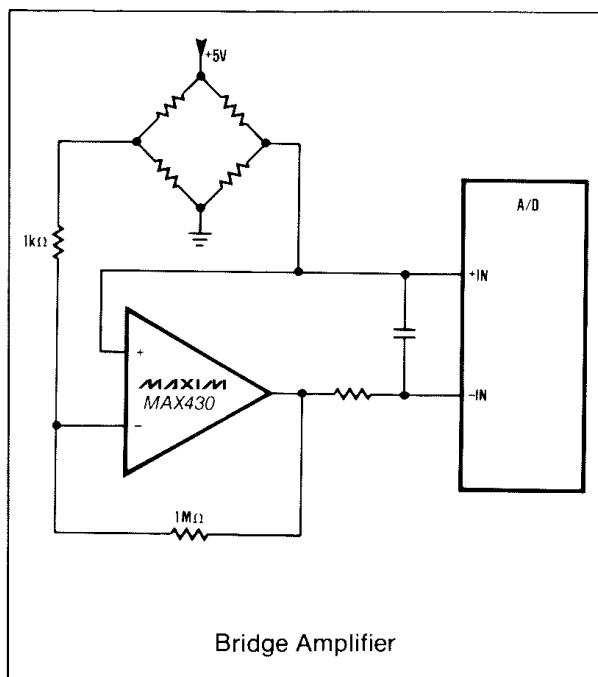 +5V
A/D
1kΩ
+IN
+
MAXIM
MAX430
-IN
-
1MΩ
Bridge Amplifier